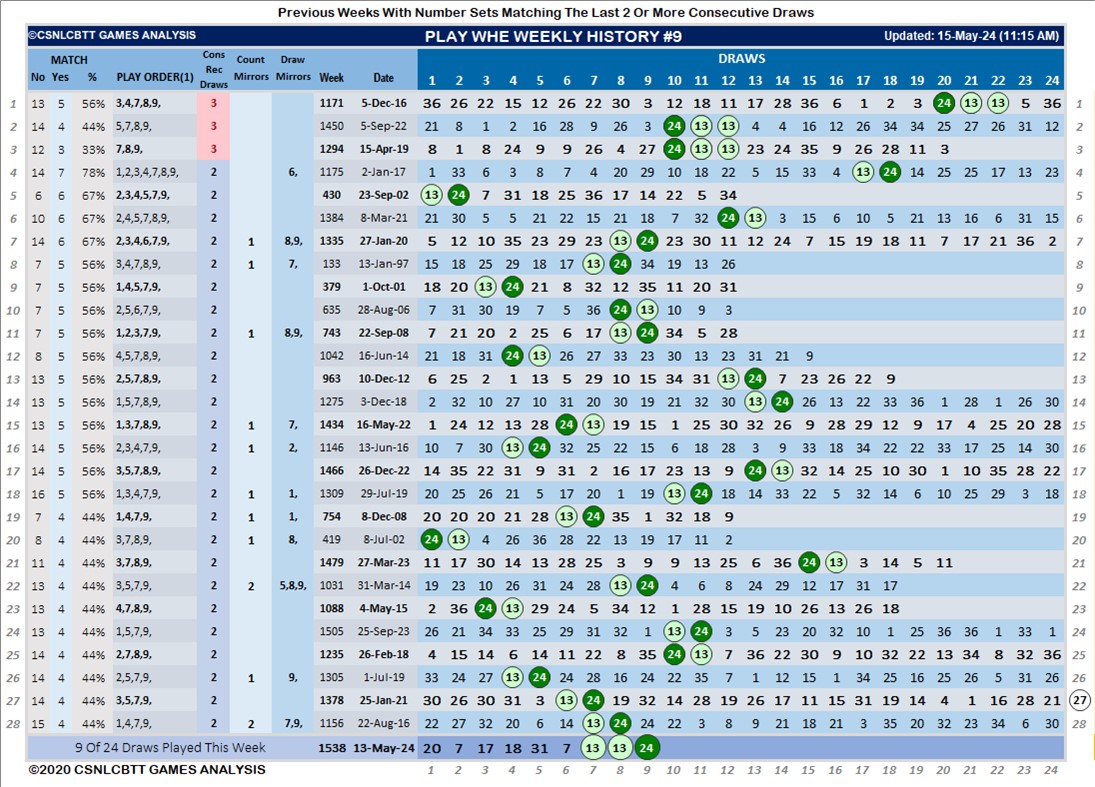 Previous Weeks With Number Sets Matching The Last 2 Or More Consecutive Draws
©CSNLCBTT GAMES ANALYSIS PLAY WHE WEEKLY HISTORY #9 Updated: 15-May-24 (11:15 AM)
MATCH Cons Rec Draws Count Mirrors Draw Mirrors DRAWS
No Yes % PLAY ORDER(1) Week Date 1 2 3 4 5 6 7 8 9 10 11 12 13 14 15 16 17 18 19 20 21 22 23 24
1 13 5 56% 3,4,7,8,9, 3 1171 5-Dec-16 36 26 22 15 12 26 22 30 3 12 18 11 17 28 36 6 1 2 3 24 13 13 5 36 1
2 14 4 44% 5,7,8,9, 3 1450 5-Sep-22 21 8 1 2 16 28 9 26 3 24 13 13 4 4 16 12 26 34 34 25 27 26 31 12 2
3 12 3 33% 7,8,9, 3 1294 15-Apr-19 8 1 8 24 9 9 26 4 27 24 13 13 23 24 35 9 26 28 11 3 3
4 14 7 78% 1,2,3,4,7,8,9, 2 6, 1175 2-Jan-17 1 33 6 3 8 7 4 20 29 10 18 22 5 15 33 4 13 24 14 25 25 17 13 23 4
5 6 6 67% 2,3,4,5,7,8, 2 430 23-Sep-02 13 24 7 31 18 25 36 17 14 22 5 34 5
6 10 6 67% 2,4,5,7,8,9, 2 1384 8-Mar-21 21 30 5 5 21 22 15 21 18 7 32 24 13 3 15 6 10 5 21 13 16 6 31 15 6
7 14 6 67% 2,3,4,6,7,9, 2 1 8,9, 1335 27-Jan-20 5 12 10 35 23 29 23 13 24 23 30 11 12 24 7 15 19 18 11 7 17 21 36 2 7
8 7 5 56% 3,4,7,8,9, 2 1 7, 133 13-Jan-97 15 18 25 29 18 17 13 24 34 19 13 26 8
9 7 5 56% 1,4,5,7,9, 2 379 1-Oct-01 18 20 13 24 21 8 32 12 35 11 20 31 9
10 7 5 56% 2,5,6,7,9, 2 635 28-Aug-06 7 31 30 19 7 5 36 24 13 10 9 3 10
11 7 5 56% 1,2,3,7,9, 2 1 8,9, 743 22-Sep-08 7 21 20 2 25 6 17 13 24 34 5 28 11
12 8 5 56% 4,5,7,8,9, 2 1042 16-Jun-14 21 18 31 24 13 26 27 33 23 30 13 23 31 21 9 12
13 13 5 56% 2,5,7,8,9, 2 963 10-Dec-12 6 25 2 1 13 5 29 10 15 34 31 13 24 7 23 26 22 9 13
14 13 5 56% 1,5,7,8,9, 2 1275 3-Dec-18 2 32 10 27 10 31 20 30 19 21 32 30 13 24 26 13 22 33 36 1 28 1 26 30 14
15 13 5 56% 1,3,7,8,9, 2 1 7, 1434 16-May-22 1 24 12 13 28 24 13 19 15 1 25 30 32 26 9 28 29 12 9 17 4 25 20 28 15
16 14 5 56% 2,3,4,7,9, 2 1 2, 1146 13-Jun-16 10 7 30 13 24 32 25 22 15 6 18 28 3 9 33 18 34 22 22 33 17 25 14 30 16
17 14 5 56% 3,5,7,8,9, 2 1466 26-Dec-22 14 35 22 31 9 31 2 16 17 23 13 9 24 13 32 14 25 10 30 1 10 35 28 22 17
18 16 5 56% 1,3,4,7,9, 2 1 1, 1309 29-Jul-19 20 25 26 21 5 17 20 1 19 13 24 18 14 33 22 5 32 14 6 10 25 29 3 18 18
19 7 4 44% 1,4,7,9, 2 1 1, 754 8-Dec-08 20 20 20 21 28 13 24 35 1 32 18 9 19
20 8 4 44% 3,7,8,9, 2 1 8, 419 8-Jul-02 24 13 4 26 36 28 22 13 19 17 11 2 20
21 11 4 44% 3,7,8,9, 2 1479 27-Mar-23 11 17 30 14 13 28 25 3 9 9 13 25 6 36 24 13 3 14 5 11 21
22 13 4 44% 3,5,7,9, 2 2 5,8,9, 1031 31-Mar-14 19 23 10 26 31 24 28 13 24 4 6 8 24 29 12 17 31 17 22
23 13 4 44% 4,7,8,9, 2 1088 4-May-15 2 36 24 13 29 24 5 34 12 1 28 15 19 10 26 13 26 18 23
24 13 4 44% 1,5,7,9, 2 1505 25-Sep-23 26 21 34 33 25 29 31 32 1 13 24 3 5 23 20 32 10 1 25 36 36 1 33 1 24
25 14 4 44% 2,7,8,9, 2 1235 26-Feb-18 4 15 14 6 14 11 22 8 35 24 13 7 36 22 30 9 10 32 22 13 34 8 32 36 25
26 14 4 44% 2,5,7,9, 2 1 9, 1305 1-Jul-19 33 24 27 13 24 24 28 16 24 22 35 7 1 12 15 1 34 25 16 25 26 5 31 26 26
27 14 4 44% 3,5,7,9, 2 1378 25-Jan-21 30 26 30 31 3 13 24 19 32 14 28 19 26 17 11 15 31 19 14 4 1 16 28 21 27
28 15 4 44% 1,4,7,9, 2 2 7,9, 1156 22-Aug-16 22 27 32 20 6 14 13 24 24 22 3 8 9 21 18 21 3 35 20 32 23 34 6 30 28
9 Of 24 Draws Played This Week 1538 13-May-24 20 7 17 18 31 7 13 13 24
©2020 CSNLCBTT GAMES ANALYSIS 1 2 3 4 5 6 7 8 9 10 11 12 13 14 15 16 17 18 19 20 21 22 23 24